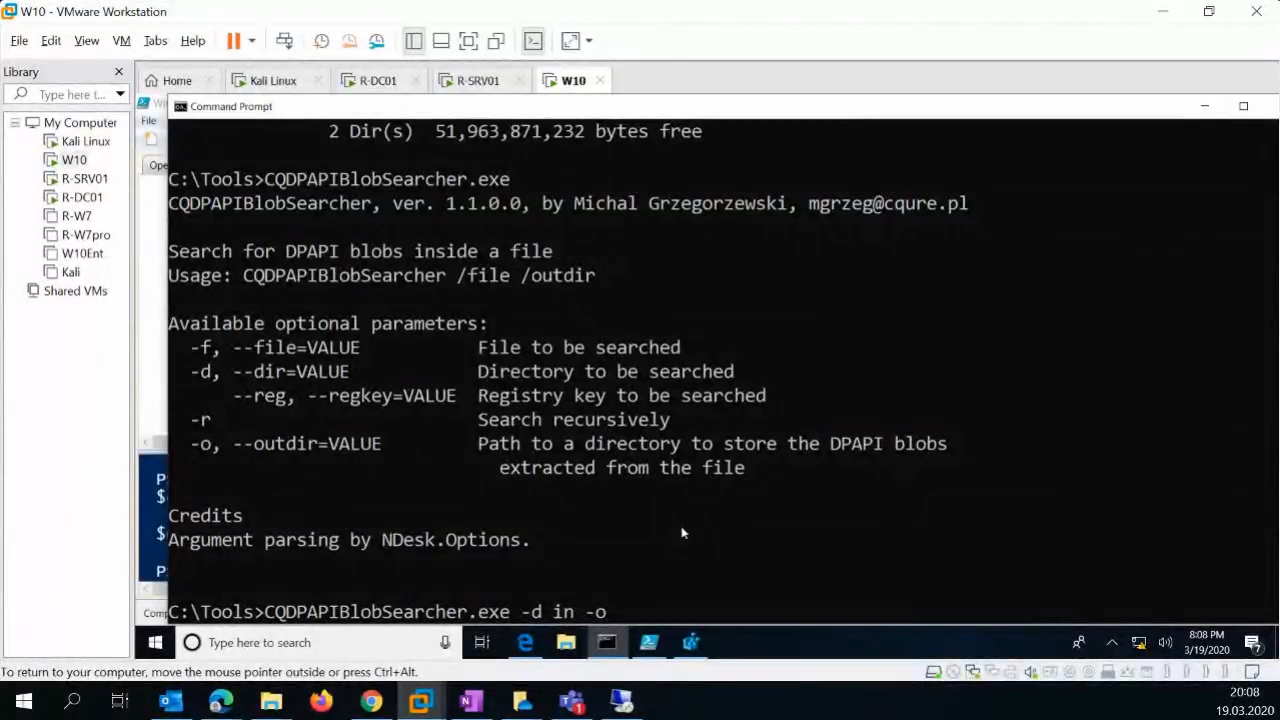 W10 - VMware Workstation
File Edit View VM Tabs Help
Library
Type here t...
My Computer
Kali Linux
W10
R-SRV01
R-DC01
R-W7
R-W7pro
W10Ent
Kali
Shared VMs
Home Kali Linux R-DC01 R-SRV01 W10
Command Prompt
2 Dir(s) 51,963,871,232 bytes free
C:\Tools>CQDPAPIBlobSearcher.exe
CQDPAPIBlobSearcher, ver. 1.1.0.0, by Michal Grzegorzewski, mgrzeg@cqure.pl
Search for DPAPI blobs inside a file
Usage: CQDPAPIBlobSearcher /file /outdir
Available optional parameters:
-f, --file=VALUE File to be searched
-d, --dir=VALUE Directory to be searched
--reg, --regkey=VALUE Registry key to be searched
-r Search recursively
-o, --outdir=VALUE Path to a directory to store the DPAPI blobs
extracted from the file
Credits
Argument parsing by NDesk.Options.
C:\Tools>CQDPAPIBlobSearcher.exe -d in -o
File
Type here to search
8:08 PM
3/19/2020
7
To return to your computer, move the mouse pointer outside or press Ctrl+Alt.
20:08
19.03.2020